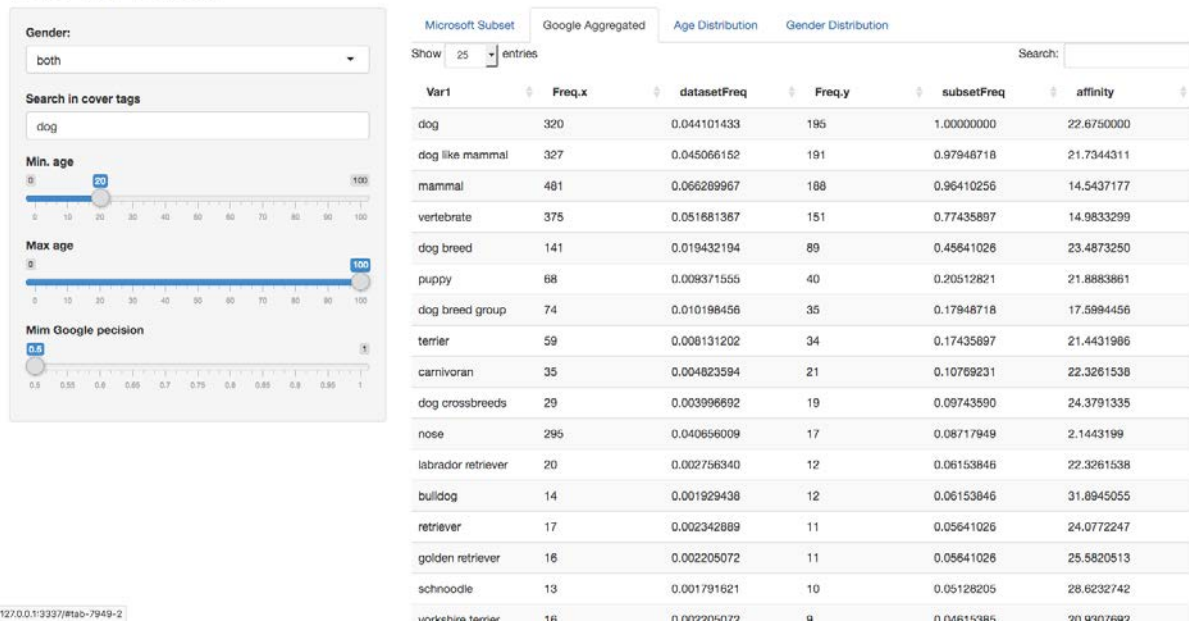 Gender:
both
Search in cover tags
dog
Min. age
0 20 100
0 10 20 30 40 50 60 70 80 90 100
Max age
0 100
0 10 20 30 40 50 60 70 80 90 100
Mim Google pecision
0.5 1
0.5 0.55 0.6 0.65 0.7 0.75 0.8 0.85 0.9 0.95 1
Microsoft Subset Google Aggregated Age Distribution Gender Distribution
Show 25 entries Search:
Var1 Freq.x datasetFreq Freq.y subsetFreq affinity
dog 320 0.044101433 195 1.00000000 22.6750000
dog like mammal 327 0.045066152 191 0.97948718 21.7344311
mammal 481 0.066289967 188 0.96410256 14.5437177
vertebrate 375 0.051681367 151 0.77435897 14.9833299
dog breed 141 0.019432194 89 0.45641026 23.4873250
puppy 68 0.009371555 40 0.20512821 21.8883861
dog breed group 74 0.010198456 35 0.17948718 17.5994456
terrier 59 0.008131202 34 0.17435897 21.4431986
carnivoran 35 0.004823594 21 0.10769231 22.3261538
dog crossbreeds 29 0.003996692 19 0.09743590 24.3791335
nose 295 0.040656009 17 0.08717949 2.1443199
labrador retriever 20 0.002756340 12 0.06153846 22.3261538
bulldog 14 0.001929438 12 0.06153846 31.8945055
retriever 17 0.002342889 11 0.05641026 24.0772247
golden retriever 16 0.002205072 11 0.05641026 25.5820513
schnoodle 13 0.001791621 10 0.05128205 28.6232742
yorkshire terrier 16 0.002205072 9 0.04615385 20.9307692
127.0.0.1:3337/#tab-7949-2